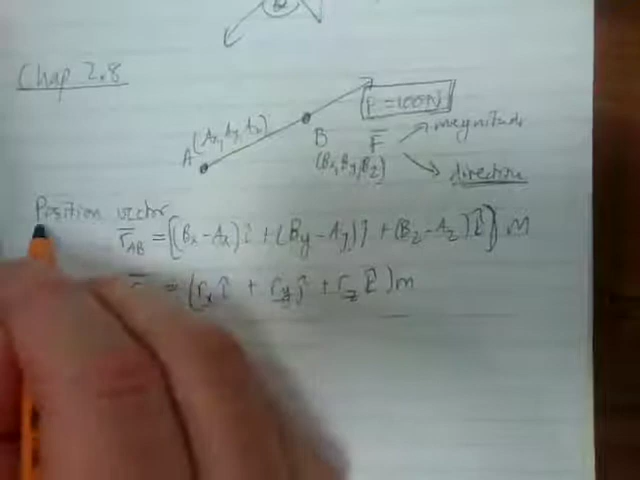 Chap 2.8
F = 100N
A (Ax, Ay, Az)
B
(Bx, By, Bz)
F̄
megnitude
direction
Position vector
r̄AB = [(Bx - Ax)î + (By - Ay)ĵ + (Bz - Az)k̂] m
= (rx î + ry ĵ + rz k̂) m